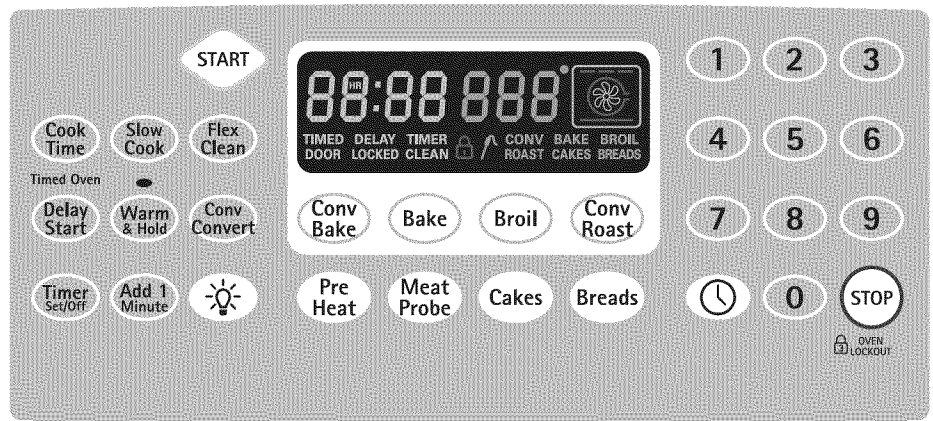 START
88:88 888°
HR
TIMED DELAY TIMER CONV BAKE BROIL
DOOR LOCKED CLEAN ROAST CAKES BREADS
1 2 3
Cook Time
Slow Cook
Flex Clean
4 5 6
Timed Oven
Delay Start
Warm & Hold
Conv Convert
Conv Bake
Bake
Broil
Conv Roast
7 8 9
Timer Set/Off
Add 1 Minute
Pre Heat
Meat Probe
Cakes
Breads
0
STOP
3
OVEN
LOCKOUT